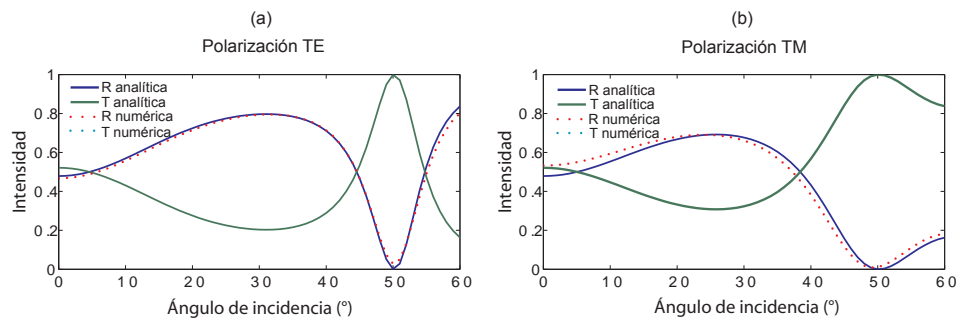 (a)
Polarización TE
R analítica
T analítica
R numérica
T numérica
Intensidad
1
0.8
0.6
0.4
0.2
0
0 10 20 30 40 50 60
Ángulo de incidencia (°)
(b)
Polarización TM
R analítica
T analítica
R numérica
T numérica
Intensidad
1
0.8
0.6
0.4
0.2
0
0 10 20 30 40 50 60
Ángulo de incidencia (°)